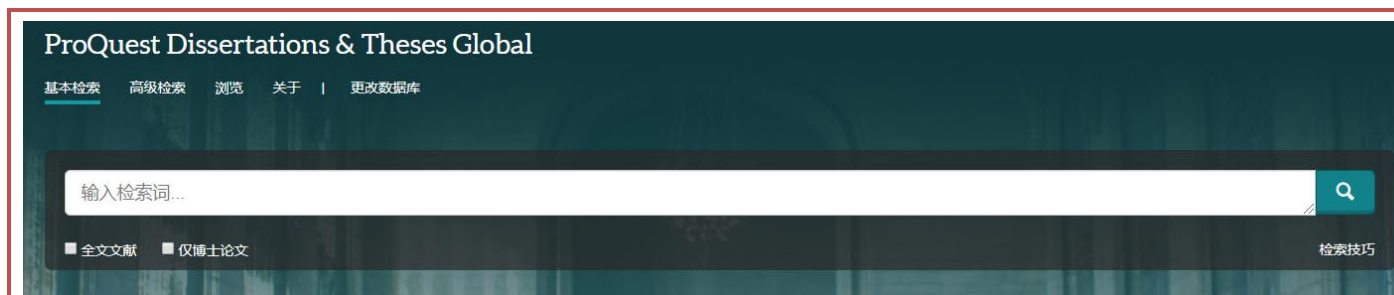 ProQuest Dissertations & Theses Global
基本检索 高级检索 浏览 关于 | 更改数据库
输入检索词...
全文文献 仅博士论文 检索技巧